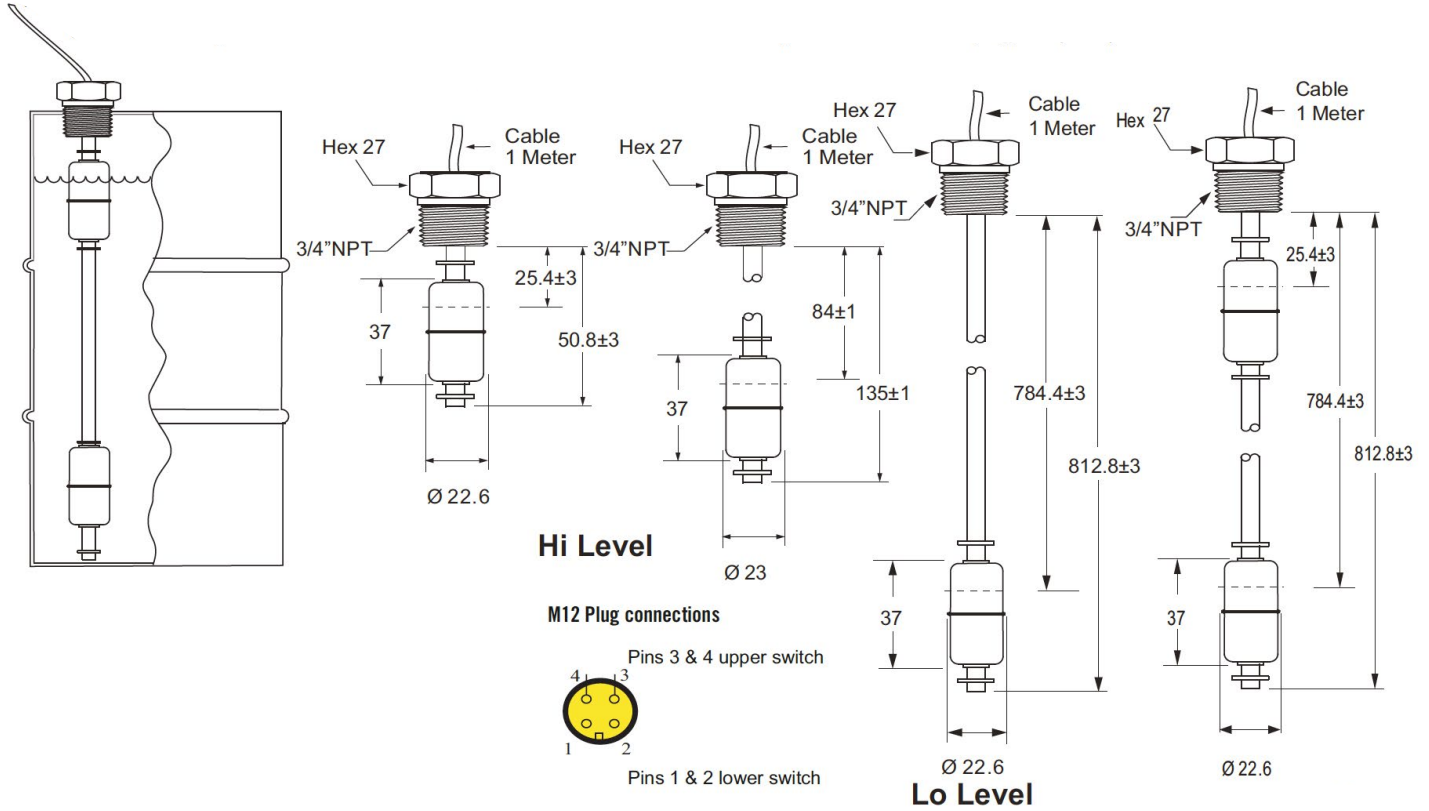 Hex 27
Cable
1 Meter
3/4”NPT
25.4±3
37
50.8±3
Ø 22.6
Hex 27
Cable
1 Meter
3/4”NPT
84±1
37
135±1
Ø 23
Hi Level
Hex 27
Cable
1 Meter
3/4”NPT
784.4±3
812.8±3
37
Ø 22.6
Lo Level
Hex 27
Cable
1 Meter
3/4”NPT
25.4±3
784.4±3
812.8±3
37
Ø 22.6
M12 Plug connections
Pins 3 & 4 upper switch
4 3
1 2
Pins 1 & 2 lower switch